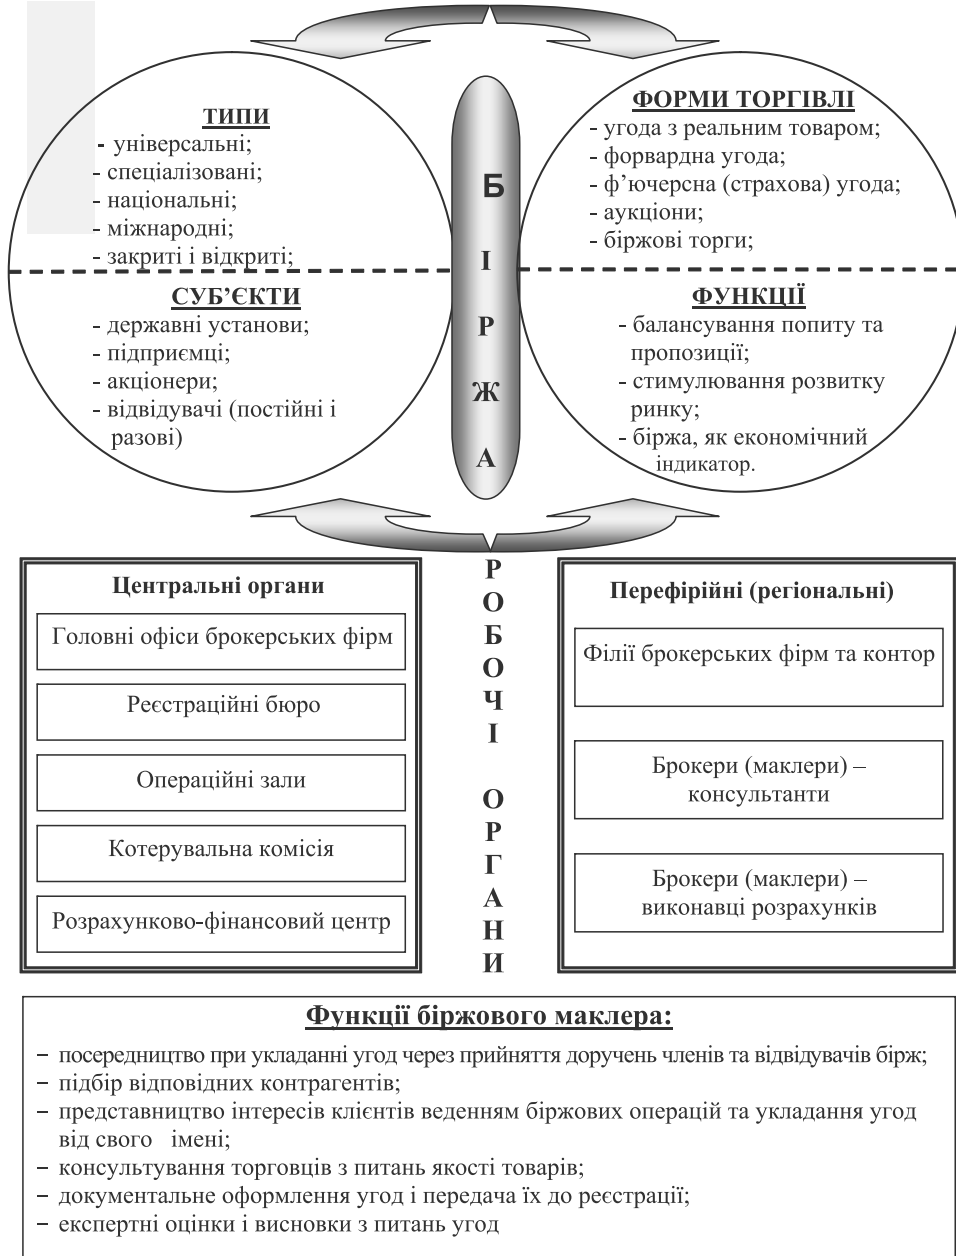 ТИПИ
- універсальні;
- спеціалізовані;
- національні;
- міжнародні;
- закриті і відкриті;
СУБ’ЄКТИ
- державні установи;
- підприємці;
- акціонери;
- відвідувачі (постійні і
разові)
Б
І
Р
Ж
А
ФОРМИ ТОРГІВЛІ
- угода з реальним товаром;
- форвардна угода;
- ф’ючерсна (страхова) угода;
- аукціони;
- біржові торги;
ФУНКЦІЇ
- балансування попиту та
пропозиції;
- стимулювання розвитку
ринку;
- біржа, як економічний
індикатор.
Центральні органи
Головні офіси брокерських фірм
Реєстраційні бюро
Операційні зали
Котерувальна комісія
Розрахунково-фінансовий центр
Р
О
Б
О
Ч
І
О
Р
Г
А
Н
И
Перефірійні (регіональні)
Філії брокерських фірм та контор
Брокери (маклери) –
консультанти
Брокери (маклери) –
виконавці розрахунків
Функції біржового маклера:
– посередництво при укладанні угод через прийняття доручень членів та відвідувачів бірж;
– підбір відповідних контрагентів;
– представництво інтересів клієнтів веденням біржових операцій та укладання угод
від свого імені;
– консультування торговців з питань якості товарів;
– документальне оформлення угод і передача їх до реєстрації;
– експертні оцінки і висновки з питань угод